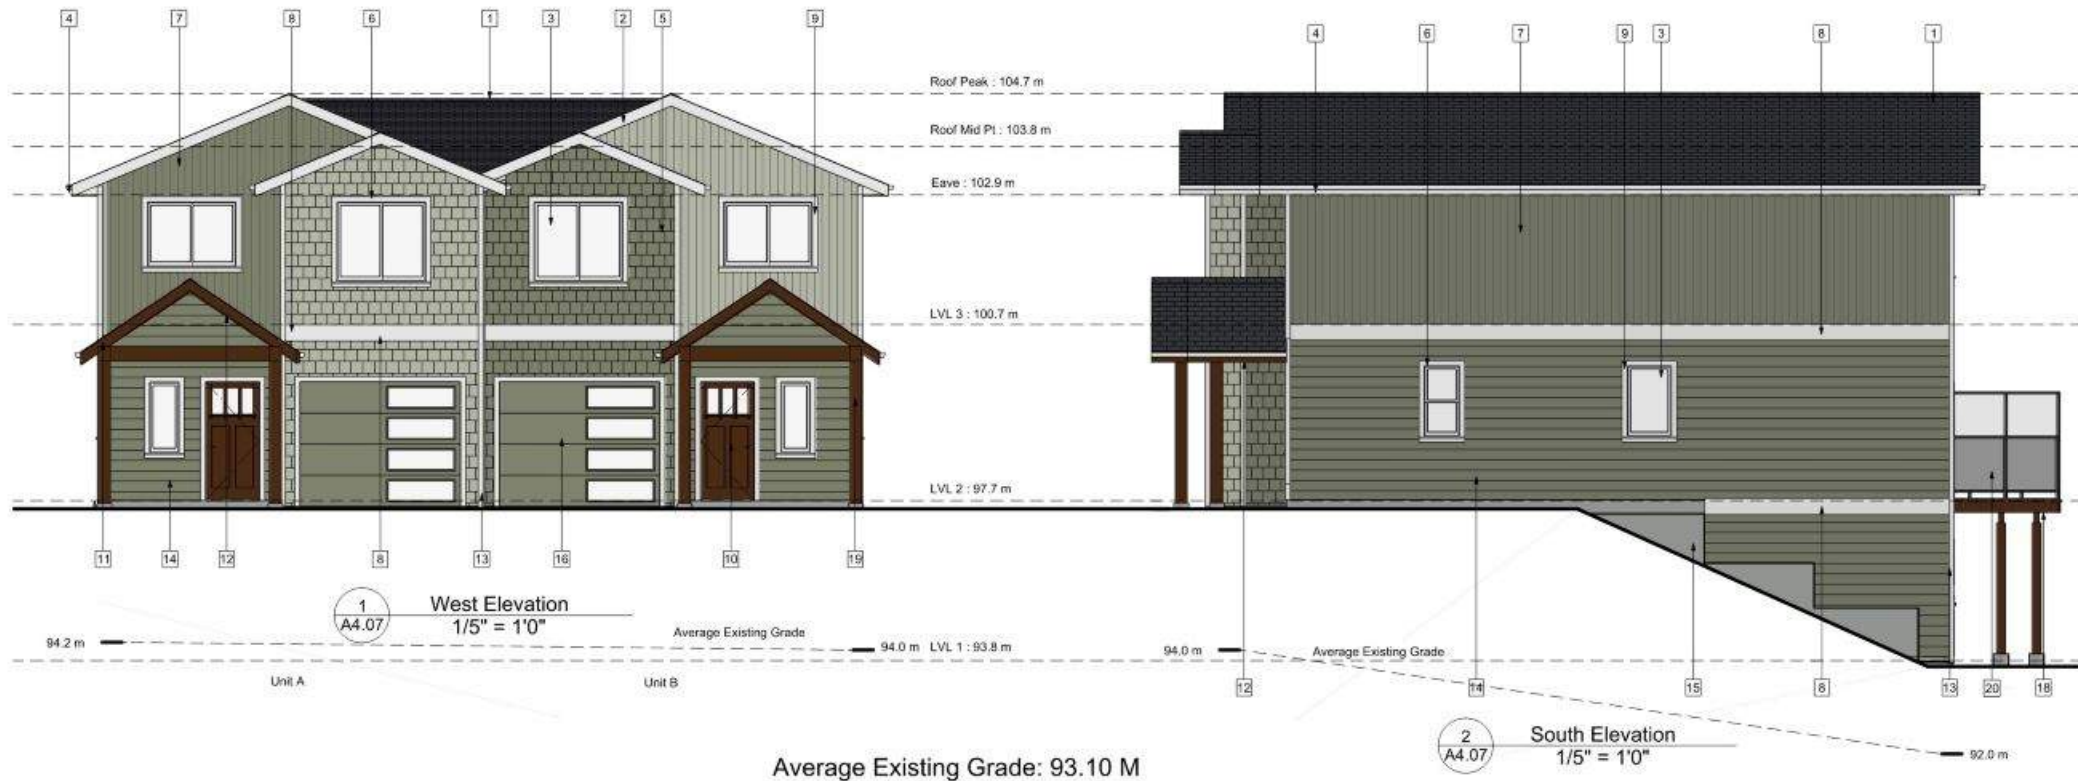 4 7 8 6 1 3 2 5 9
4 6 7 9 3 8 1
Roof Peak : 104.7 m
Roof Mid Pt : 103.8 m
Eave : 102.9 m
LVL 3 : 100.7 m
LVL 2 : 97.7 m
11 14 12 8 13 16 10 19
1
A4.07
West Elevation
1/5" = 1'0"
94.2 m
Average Existing Grade
94.0 m
LVL 1 : 93.8 m
94.0 m
Average Existing Grade
Unit A
Unit B
12 14 15 8 13 20 18
2
A4.07
South Elevation
1/5" = 1'0"
92.0 m
Average Existing Grade: 93.10 M